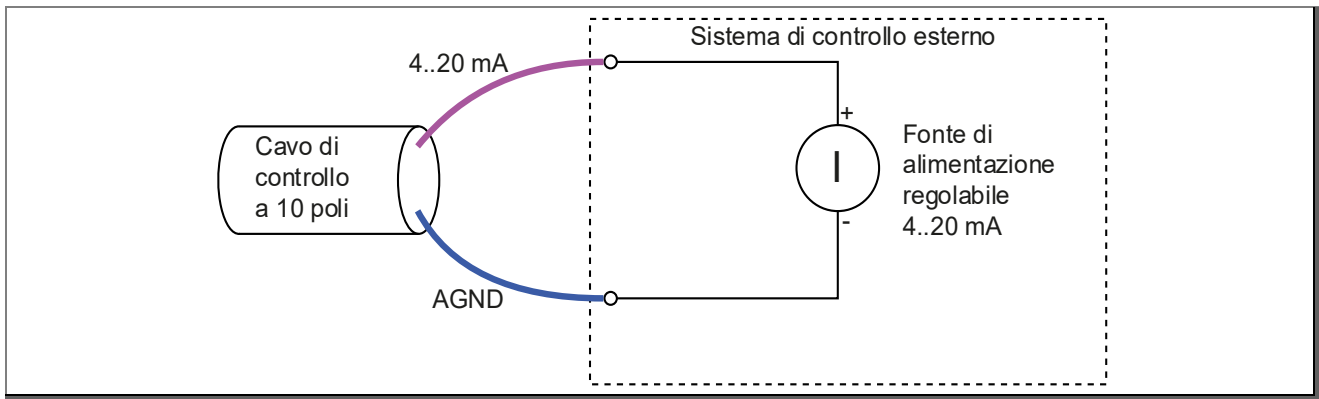 Sistema di controllo esterno
4..20 mA
+
Cavo di
controllo
a 10 poli
I
Fonte di
alimentazione
regolabile
4..20 mA
-
AGND